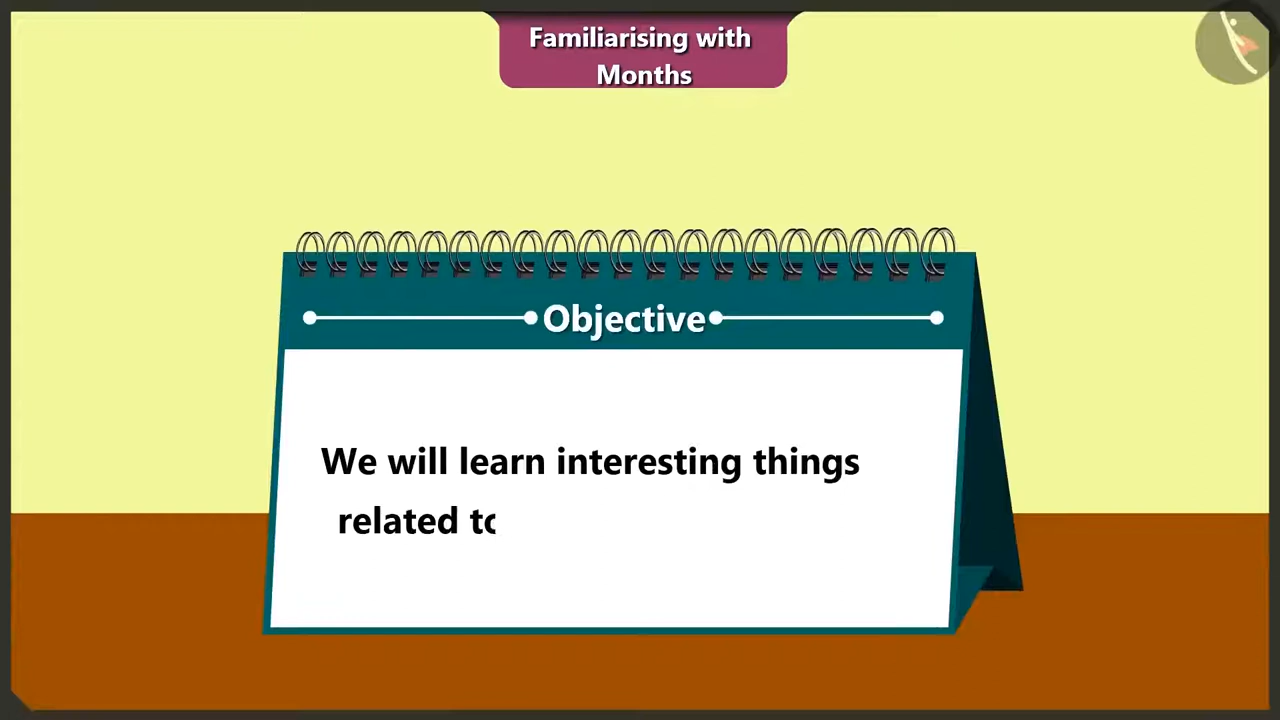 Familiarising with
Months
Objective
We will learn interesting things
related